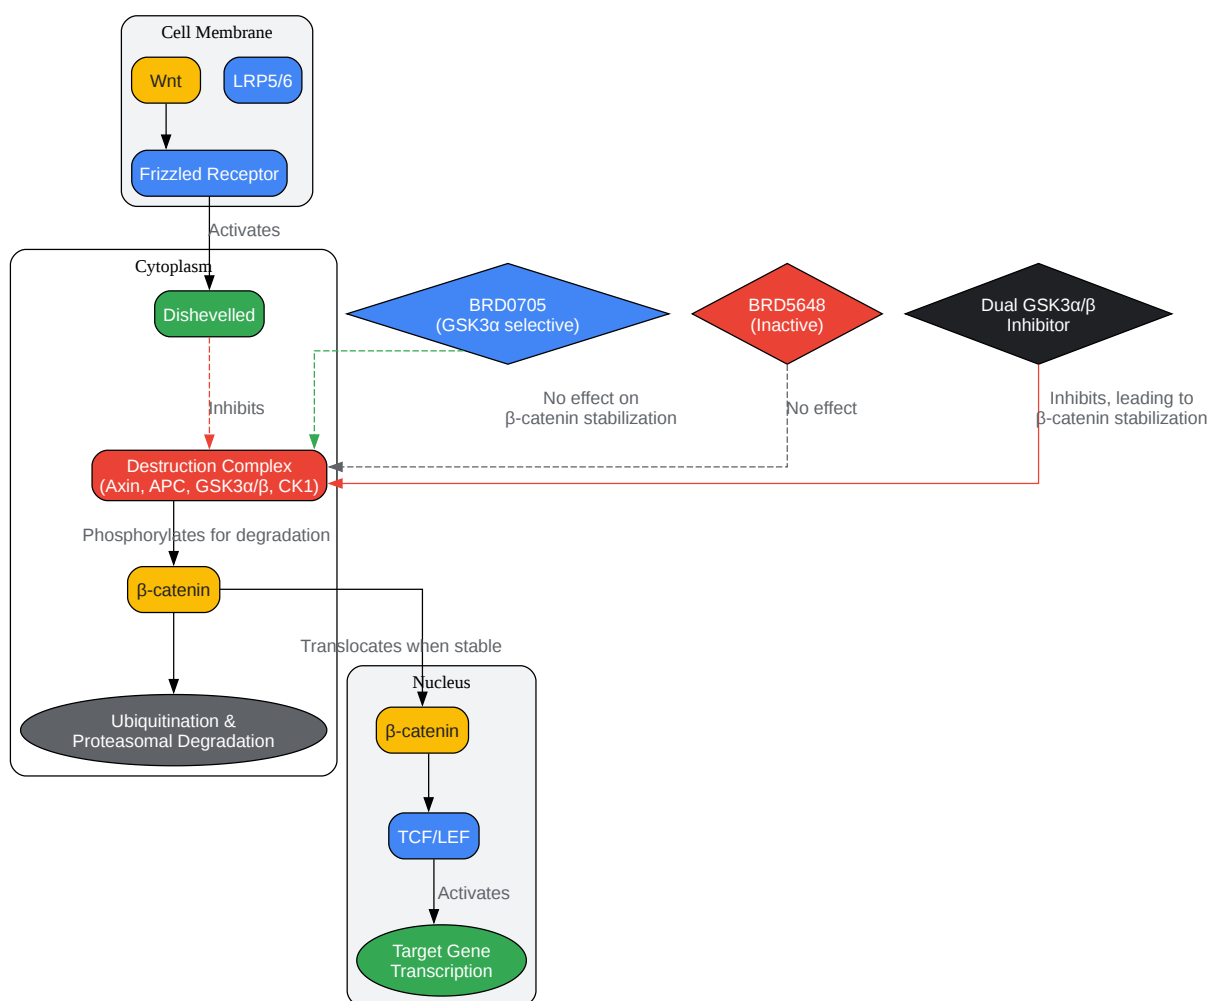 Cell Membrane
Wnt
LRP5/6
Frizzled Receptor
Activates
Cytoplasm
Dishevelled
BRD0705
(GSK3α selective)
BRD5648
(Inactive)
Dual GSK3α/β
Inhibitor
Inhibits
No effect on
β-catenin stabilization
No effect
Inhibits, leading to
β-catenin stabilization
Destruction Complex
(Axin, APC, GSK3α/β, CK1)
Phosphorylates for degradation
β-catenin
Translocates when stable
Ubiquitination &
Proteasomal Degradation
Nucleus
β-catenin
TCF/LEF
Activates
Target Gene
Transcription